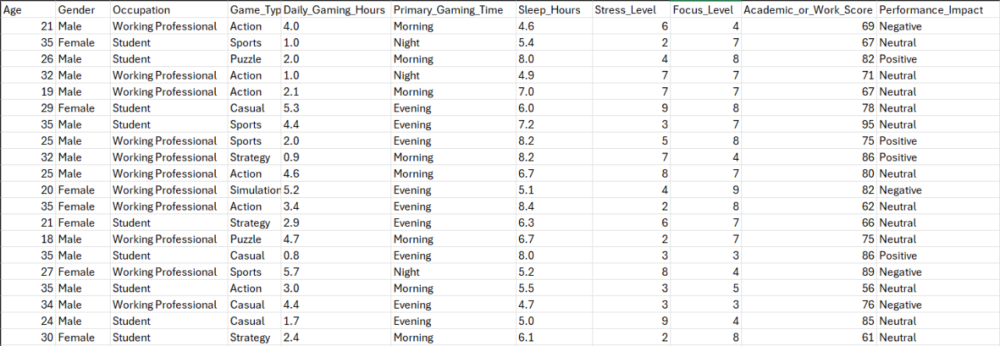 Age Gender Occupation Game_Typ Daily_Gaming_Hours Primary_Gaming_Time Sleep_Hours Stress_Level Focus_Level Academic_or_Work_Score Performance_Impact
21 Male Working Professional Action 4.0 Morning 4.6 6 4 69 Negative
35 Female Student Sports 1.0 Night 5.4 2 7 67 Neutral
26 Male Student Puzzle 2.0 Morning 8.0 4 8 82 Positive
32 Male Working Professional Action 1.0 Night 4.9 7 7 71 Neutral
19 Male Working Professional Action 2.1 Morning 7.0 7 7 67 Neutral
29 Female Student Casual 5.3 Evening 6.0 9 8 78 Neutral
35 Male Student Sports 4.4 Evening 7.2 3 7 95 Neutral
25 Male Working Professional Sports 2.0 Evening 8.2 5 8 75 Positive
32 Male Working Professional Strategy 0.9 Morning 8.2 7 4 86 Positive
25 Male Working Professional Action 4.6 Morning 6.7 8 7 80 Neutral
20 Female Working Professional Simulation 5.2 Evening 5.1 4 9 82 Negative
35 Female Working Professional Action 3.4 Evening 8.4 2 8 62 Neutral
21 Female Student Strategy 2.9 Evening 6.3 6 7 66 Neutral
18 Male Working Professional Puzzle 4.7 Morning 6.7 2 7 75 Neutral
35 Male Student Casual 0.8 Evening 8.0 3 3 86 Positive
27 Female Working Professional Sports 5.7 Night 5.2 8 4 89 Negative
35 Male Student Action 3.0 Morning 5.5 3 5 56 Neutral
34 Male Working Professional Casual 4.4 Evening 4.7 3 3 76 Negative
24 Male Student Casual 1.7 Evening 5.0 9 4 85 Neutral
30 Female Student Strategy 2.4 Morning 6.1 2 8 61 Neutral